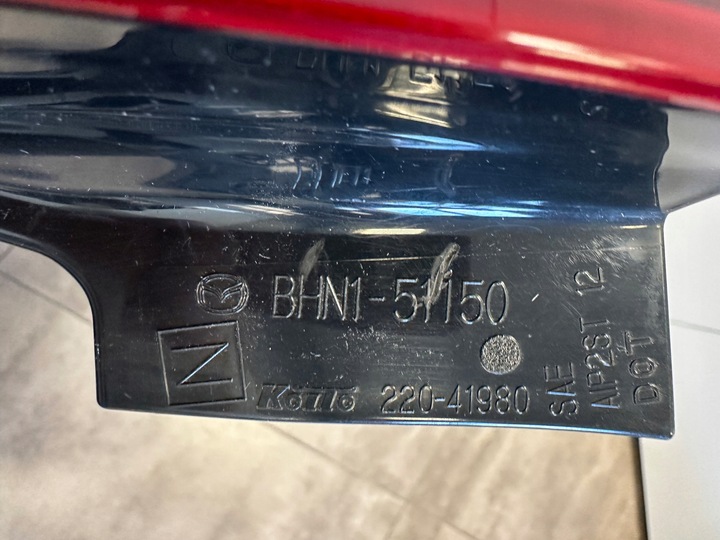 BHN1-51150
N
Koito
220-41980
SAE
AIP2ST 12
DOT